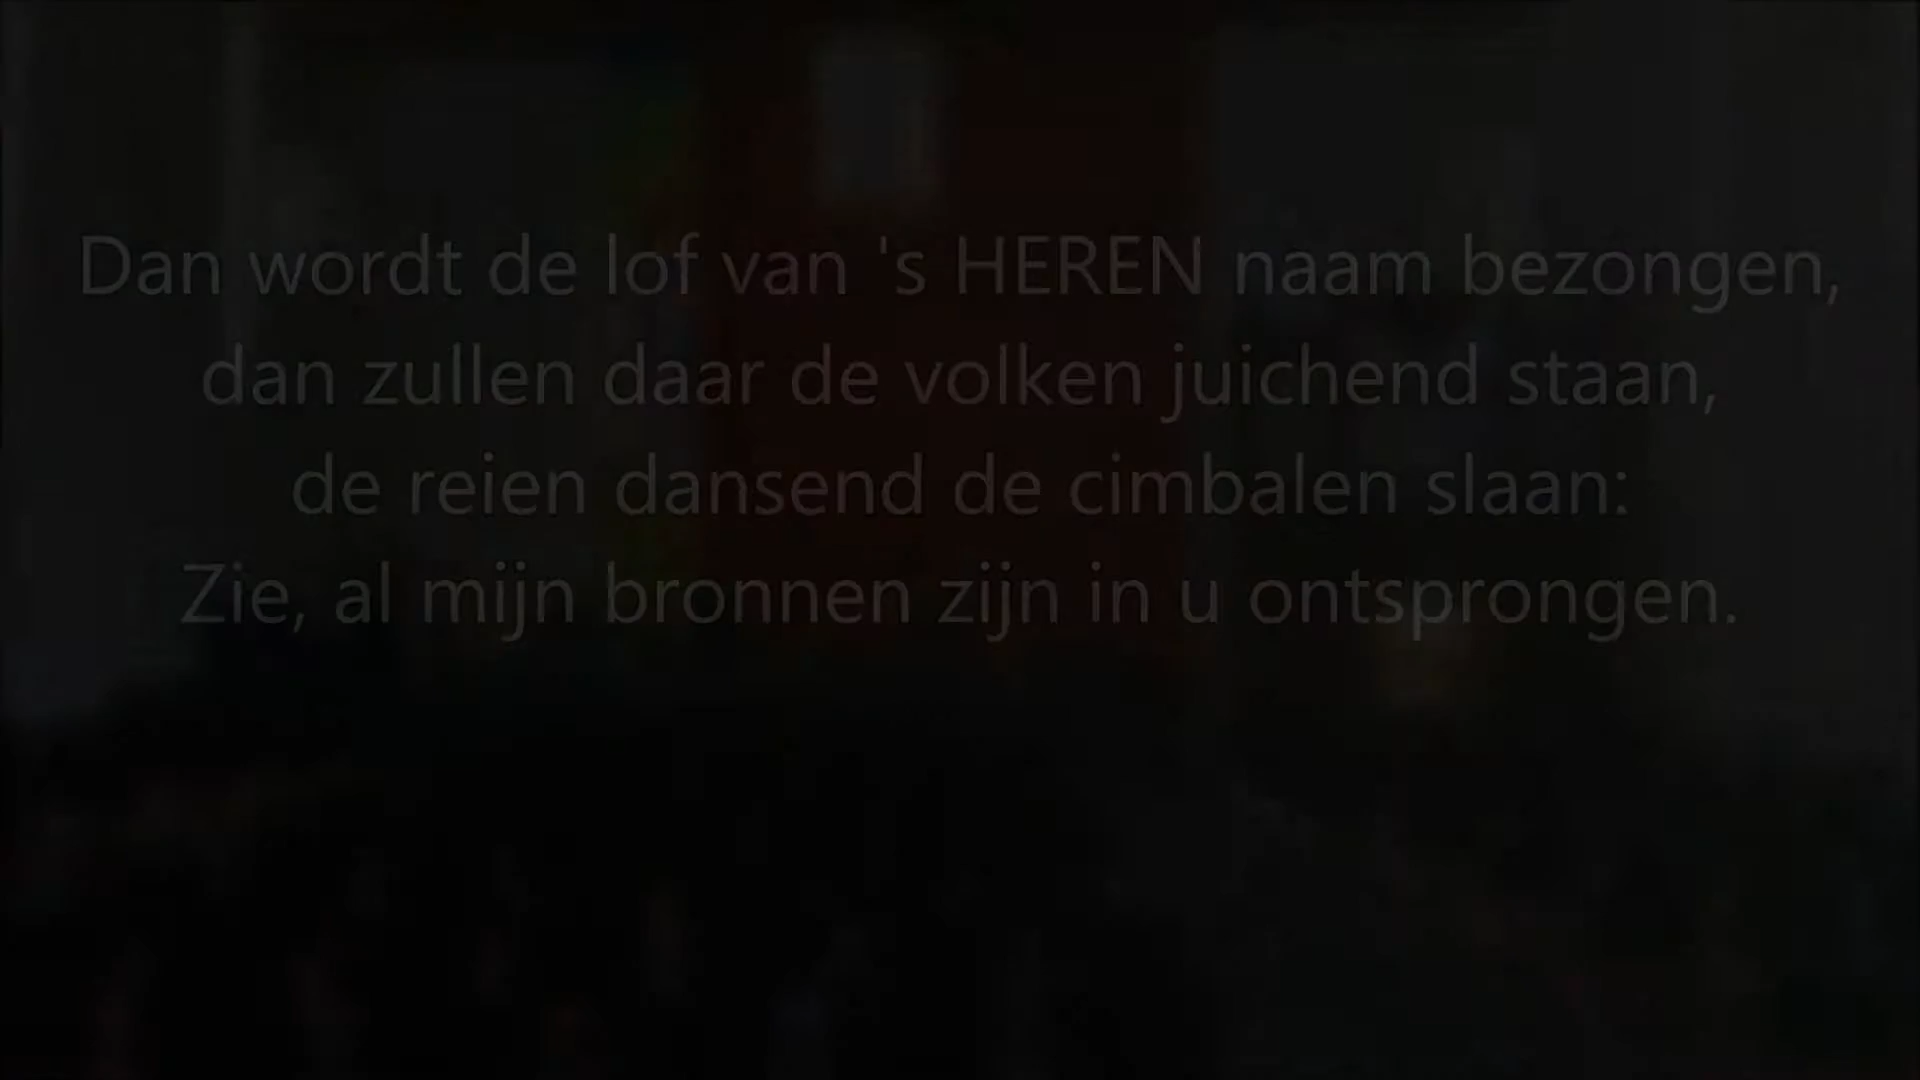 Dan wordt de lof van 's HEREN naam bezongen,
dan zullen daar de volken juichend staan,
de reien dansend de cimbalen slaan:
Zie, al mijn bronnen zijn in u ontsprongen.